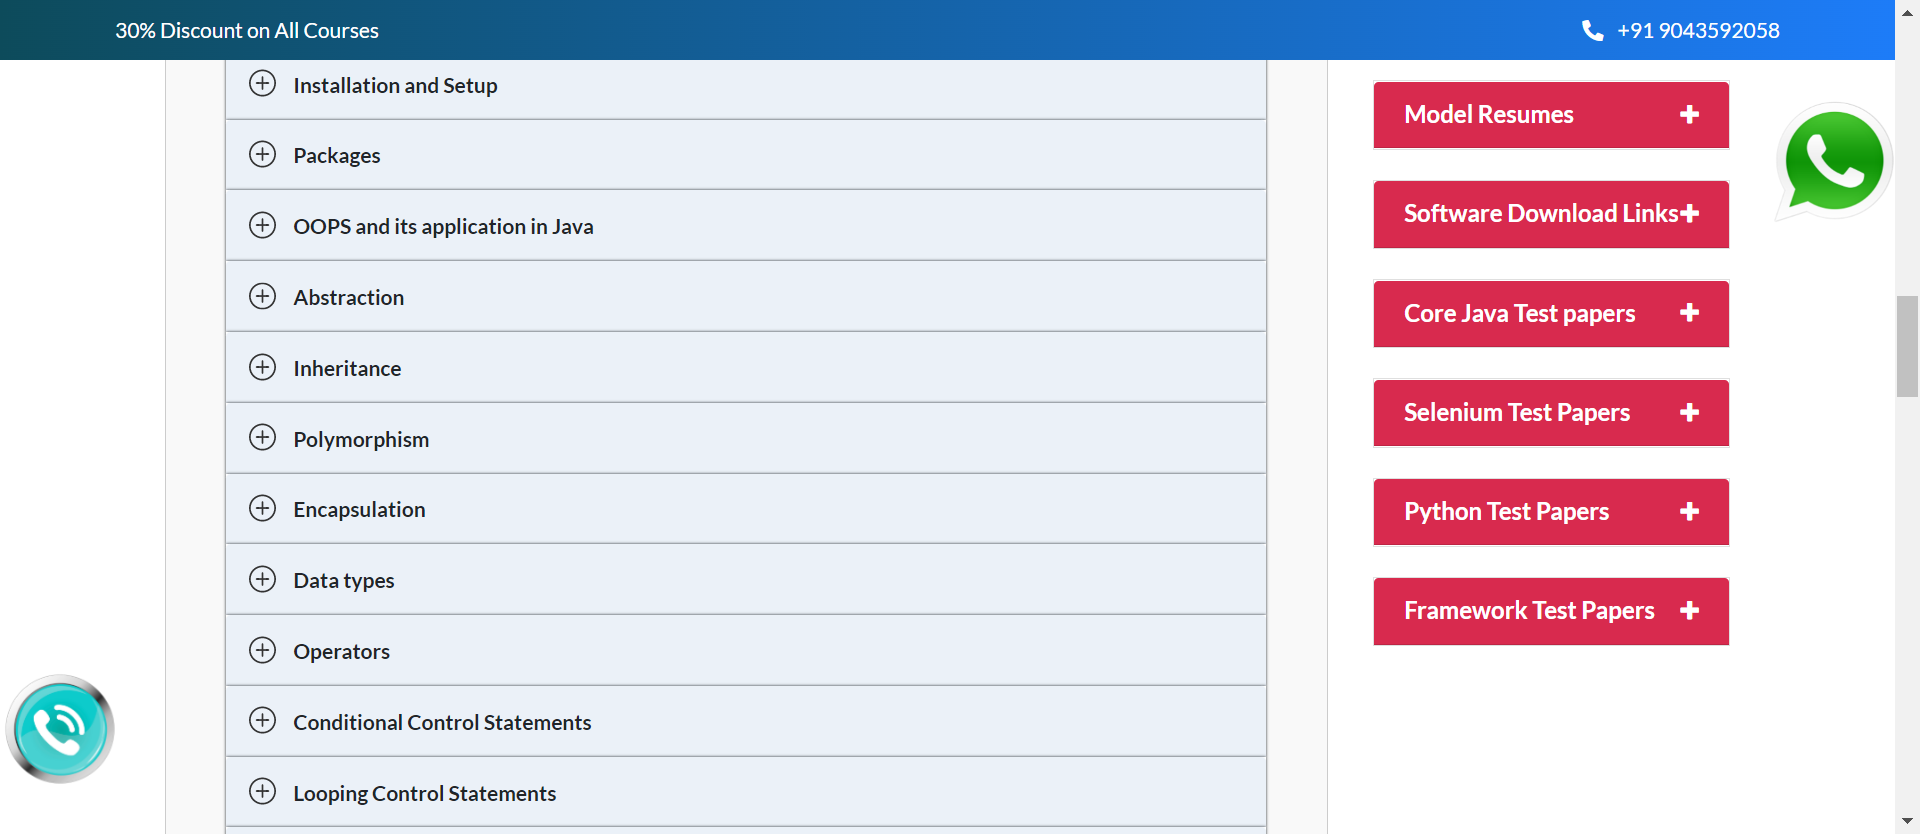 30% Discount on All Courses
+91 9043592058
Installation and Setup
Packages
OOPS and its application in Java
Abstraction
Inheritance
Polymorphism
Encapsulation
Data types
Operators
Conditional Control Statements
Looping Control Statements
Model Resumes
Software Download Links
Core Java Test papers
Selenium Test Papers
Python Test Papers
Framework Test Papers